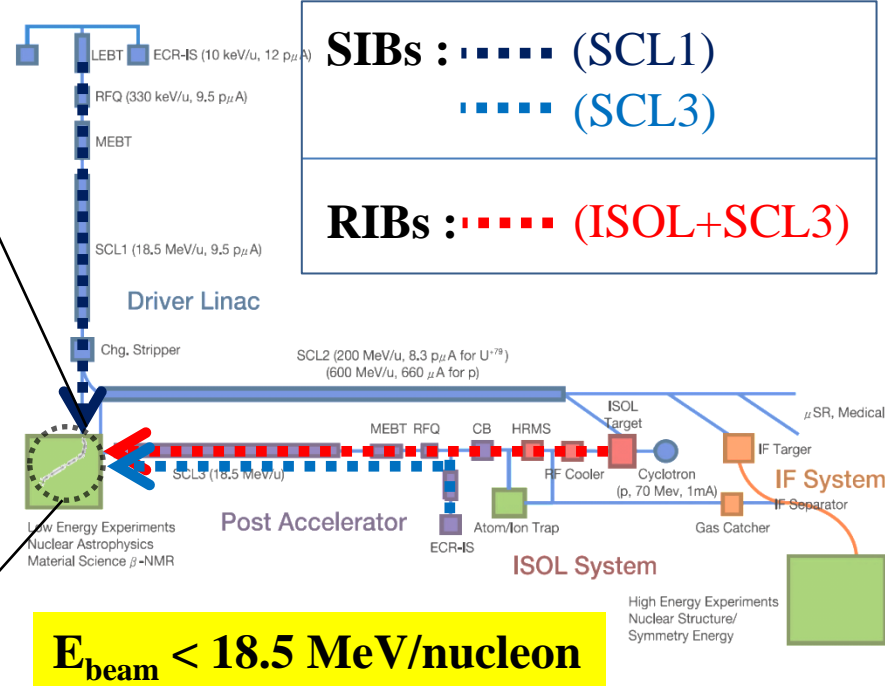 SIBs : (SCL1)
(SCL3)
RIBs : (ISOL+SCL3)
LEBT
ECR-IS (10 keV/u, 12 pμA)
RFQ (330 keV/u, 9.5 pμA)
MEBT
SCL1 (18.5 MeV/u, 9.5 pμA)
Driver Linac
Chg. Stripper
SCL2 (200 MeV/u, 8.3 pμA for U⁺⁷⁹)
(600 MeV/u, 660 μA for p)
μSR, Medical
ISOL
Target
MEBT RFQ CB HRMS
IF Targer
SCL3 (18.5 MeV/u)
RF Cooler
Cyclotron
(p, 70 Mev, 1mA)
IF System
IF Separator
Post Accelerator
ECR-IS
Atom/Ion Trap
Gas Catcher
ISOL System
Low Energy Experiments
Nuclear Astrophysics
Material Science β-NMR
High Energy Experiments
Nuclear Structure/
Symmetry Energy
E_beam < 18.5 MeV/nucleon